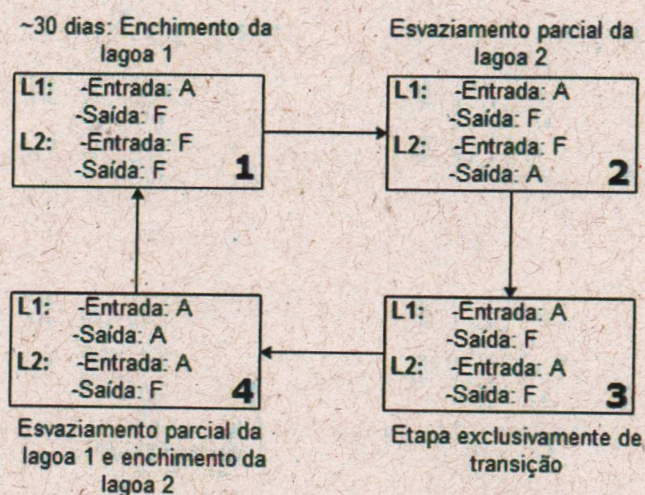 ~30 dias: Enchimento da
lagoa 1
L1: -Entrada: A
-Saída: F
L2: -Entrada: F
-Saída: F
1
Esvaziamento parcial da
lagoa 2
L1: -Entrada: A
-Saída: F
L2: -Entrada: F
-Saída: A
2
L1: -Entrada: A
-Saída: A
L2: -Entrada: A
-Saída: F
4
Esvaziamento parcial da
lagoa 1 e enchimento da
lagoa 2
L1: -Entrada: A
-Saída: F
L2: -Entrada: A
-Saída: F
3
Etapa exclusivamente de
transição